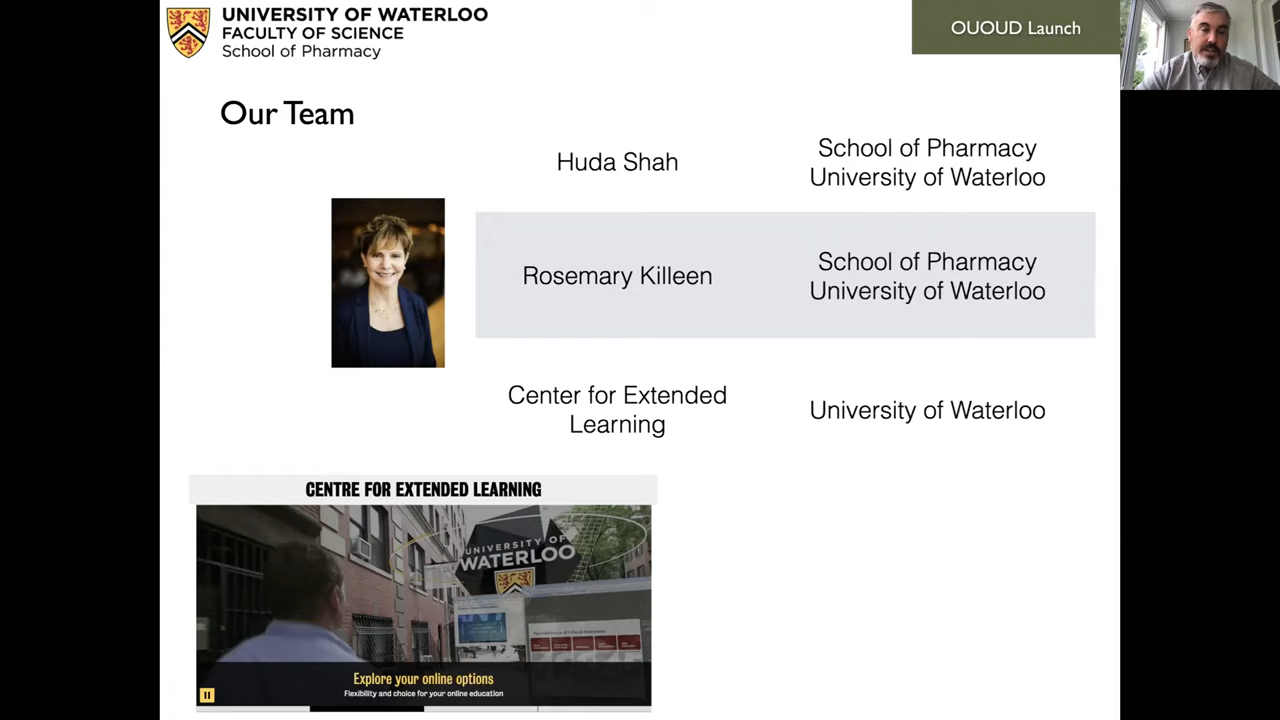 UNIVERSITY OF WATERLOO
FACULTY OF SCIENCE
School of Pharmacy
OUOUD Launch
Our Team
Huda Shah
School of Pharmacy
University of Waterloo
Rosemary Killeen
School of Pharmacy
University of Waterloo
Center for Extended
Learning
University of Waterloo
CENTRE FOR EXTENDED LEARNING
UNIVERSITY OF
WATERLOO
Explore your online options
Flexibility and choice for your online education